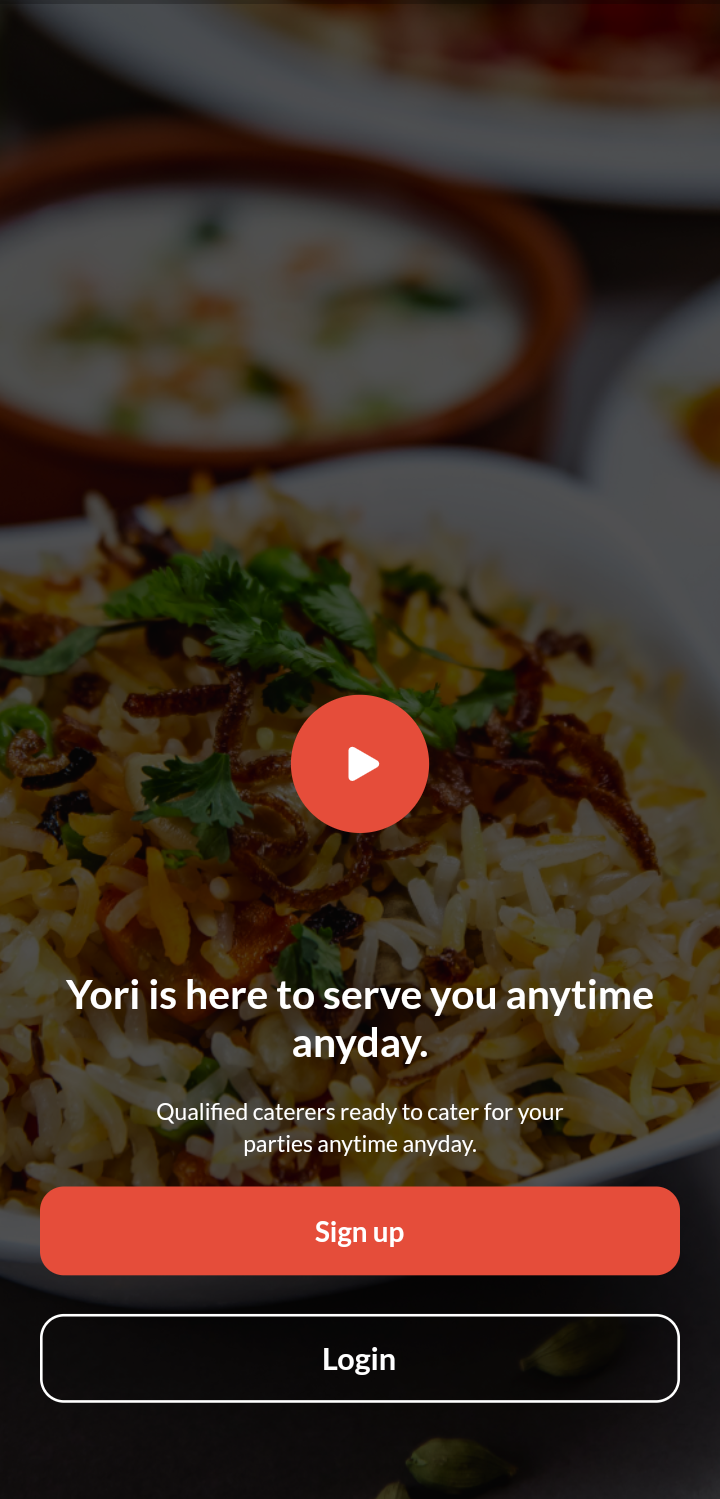 Yori is here to serve you anytime
anyday.
Qualified caterers ready to cater for your
parties anytime anyday.
Sign up
Login